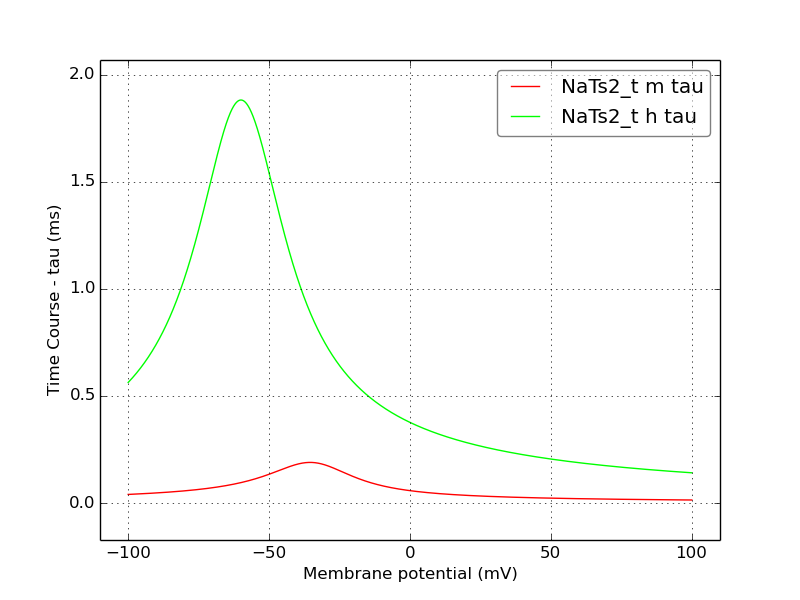 NaTs2_t m tau
NaTs2_t h tau
2.0
1.5
1.0
0.5
0.0
Time Course - tau (ms)
−100
−50
0
50
100
Membrane potential (mV)